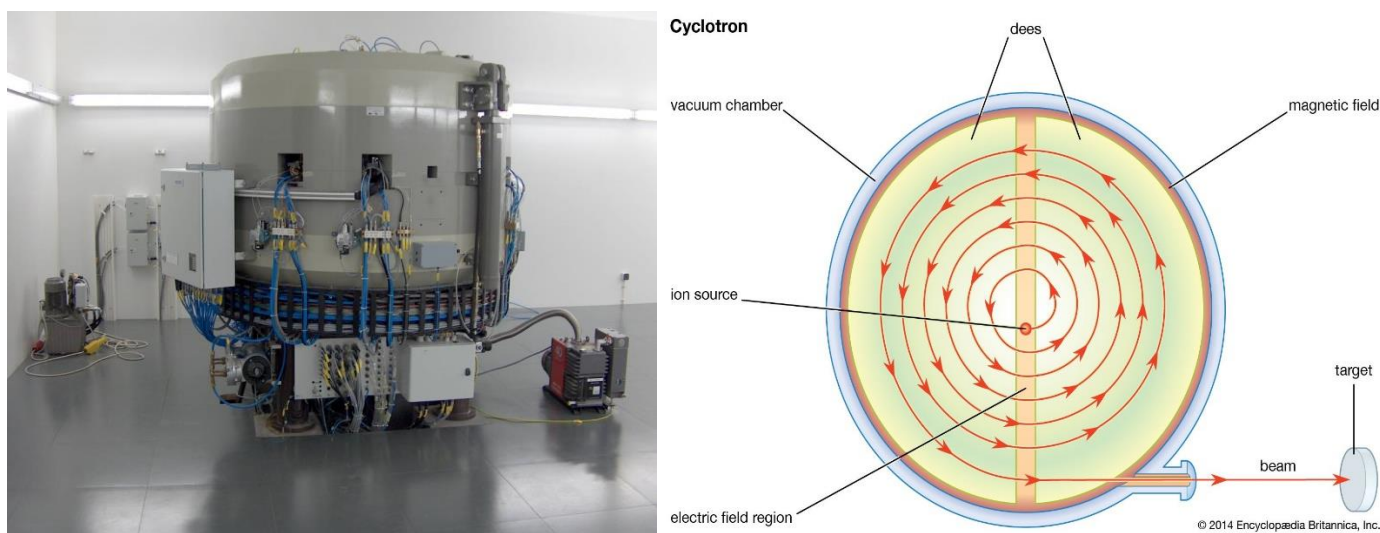 Cyclotron
dees
vacuum chamber
magnetic field
ion source
target
beam
electric field region
© 2014 Encyclopædia Britannica, Inc.